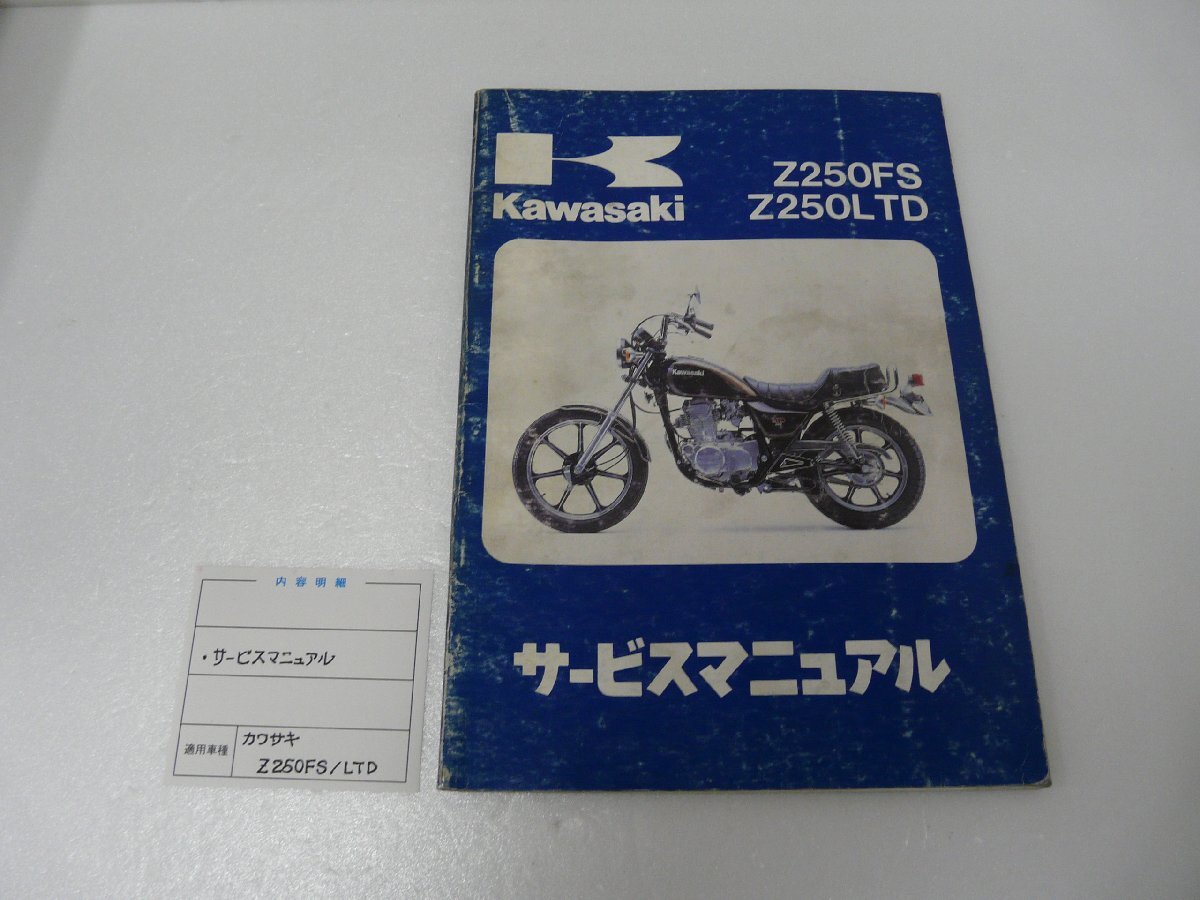 Kawasaki
Z250FS
Z250LTD
Kawasaki
サービスマニュアル
内容明細
・サービスマニュアル
適用車種
カワサキ
Z250FS/LTD